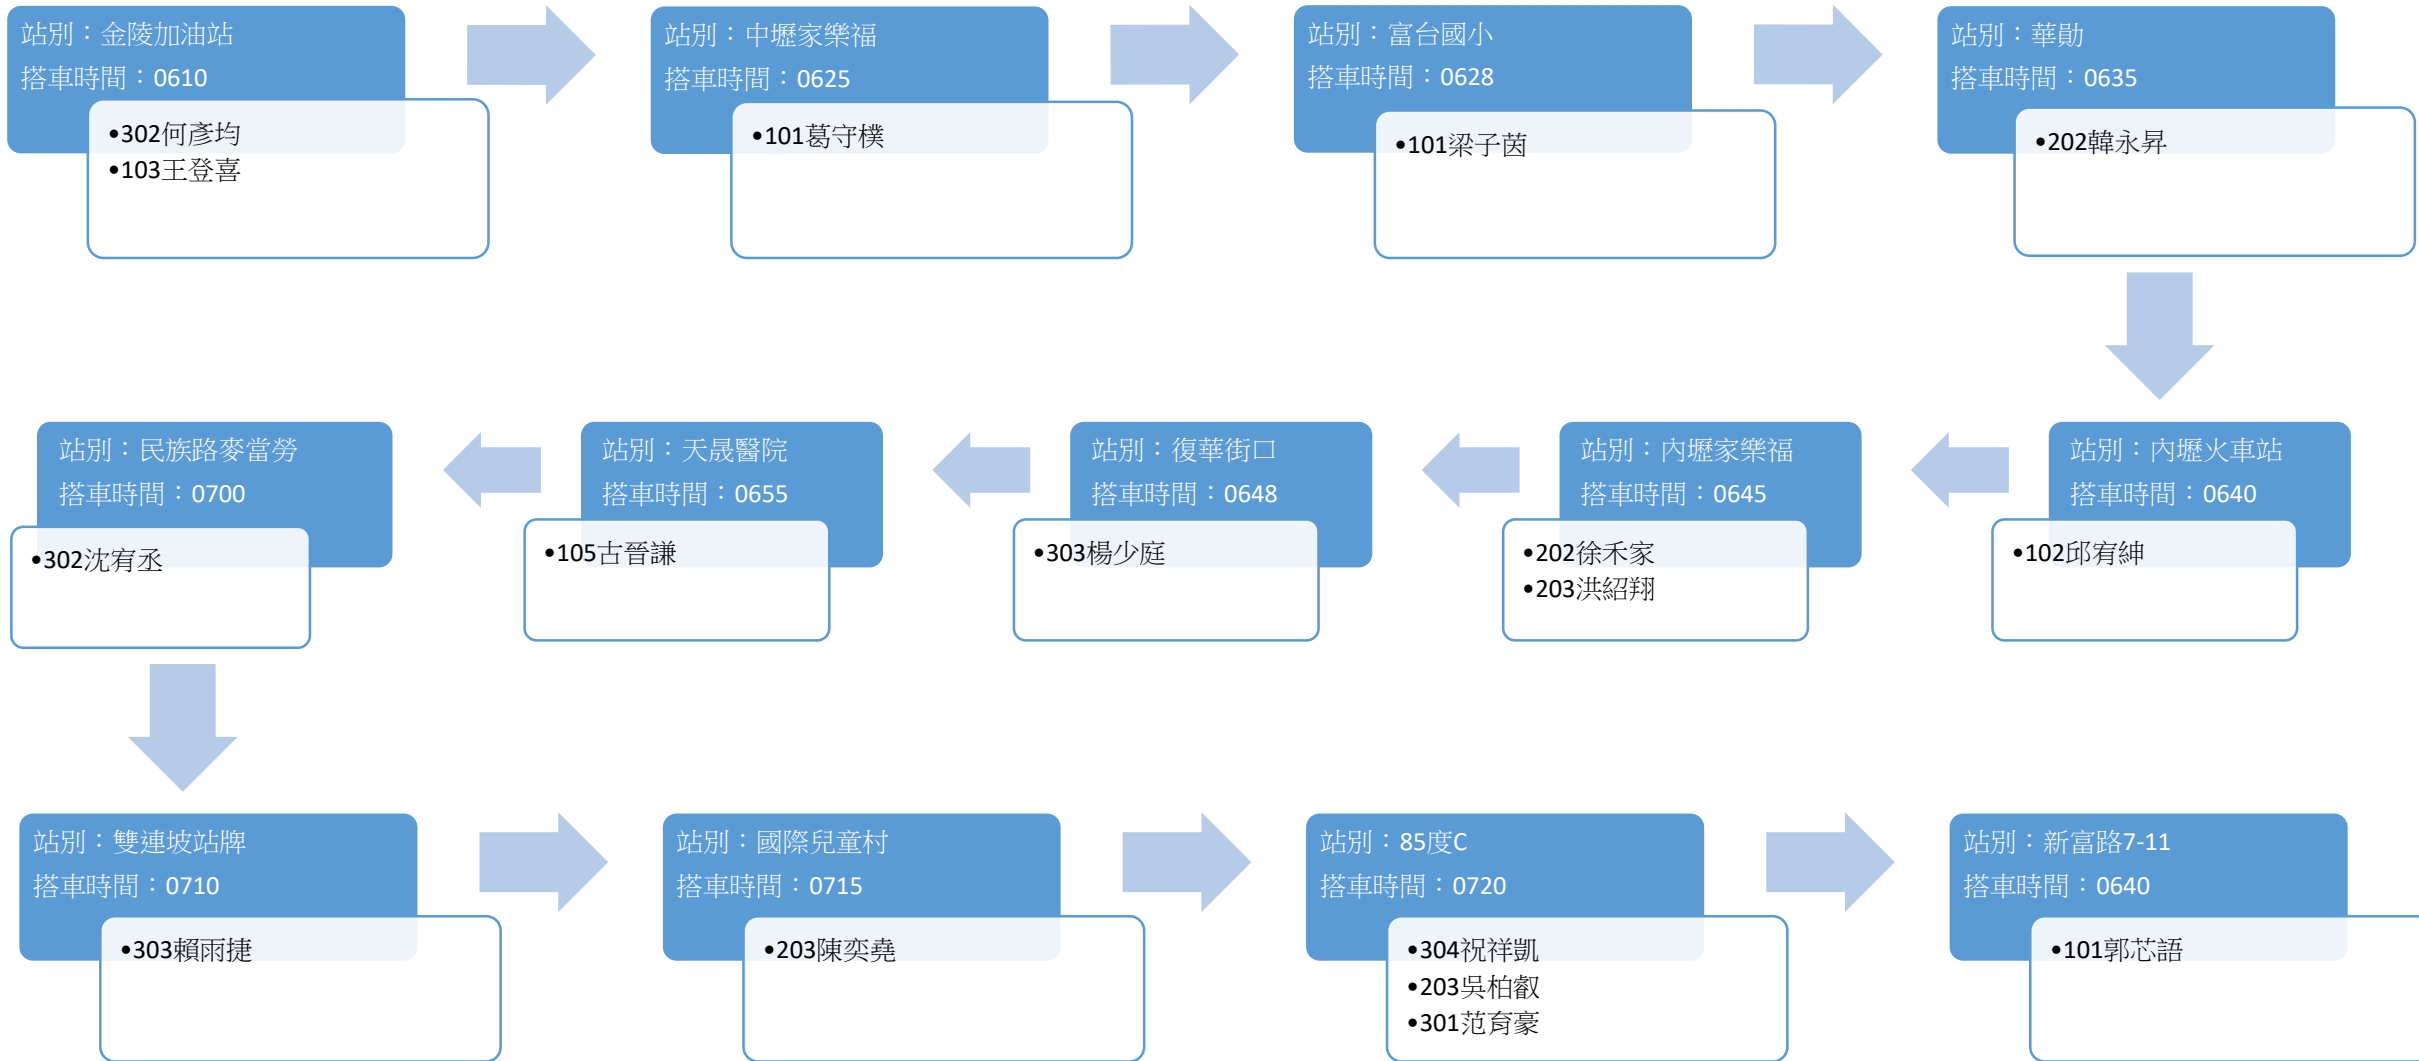 站別：金陵加油站
搭車時間：0610
•302何彥均
•103王登喜
站別：中壢家樂福
搭車時間：0625
•101葛守樸
站別：富台國小
搭車時間：0628
•101梁子茵
站別：華勛
搭車時間：0635
•202韓永昇
站別：內壢火車站
搭車時間：0640
•102邱宥紳
站別：內壢家樂福
搭車時間：0645
•202徐禾家
•203洪紹翔
站別：復華街口
搭車時間：0648
•303楊少庭
站別：天晟醫院
搭車時間：0655
•105古晉謙
站別：民族路麥當勞
搭車時間：0700
•302沈宥丞
站別：雙連坡站牌
搭車時間：0710
•303賴雨捷
站別：國際兒童村
搭車時間：0715
•203陳奕堯
站別：85度C
搭車時間：0720
•304祝祥凱
•203吳柏叡
•301范育豪
站別：新富路7-11
搭車時間：0640
•101郭芯語